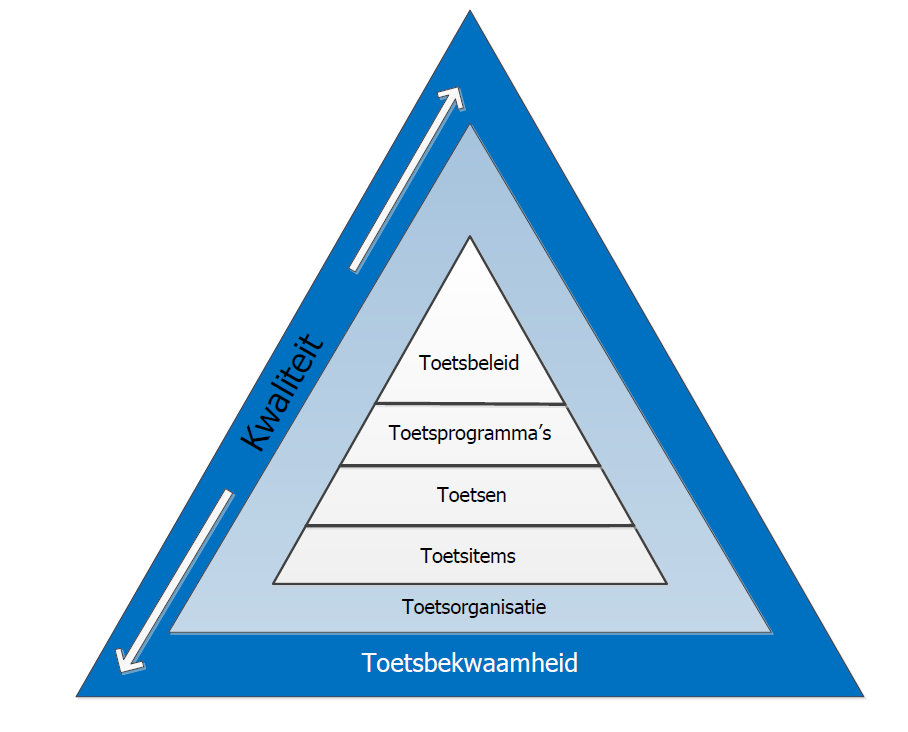 Kwaliteit
Toetsbeleid
Toetsprogramma’s
Toetsen
Toetsitems
Toetsorganisatie
Toetsbekwaamheid